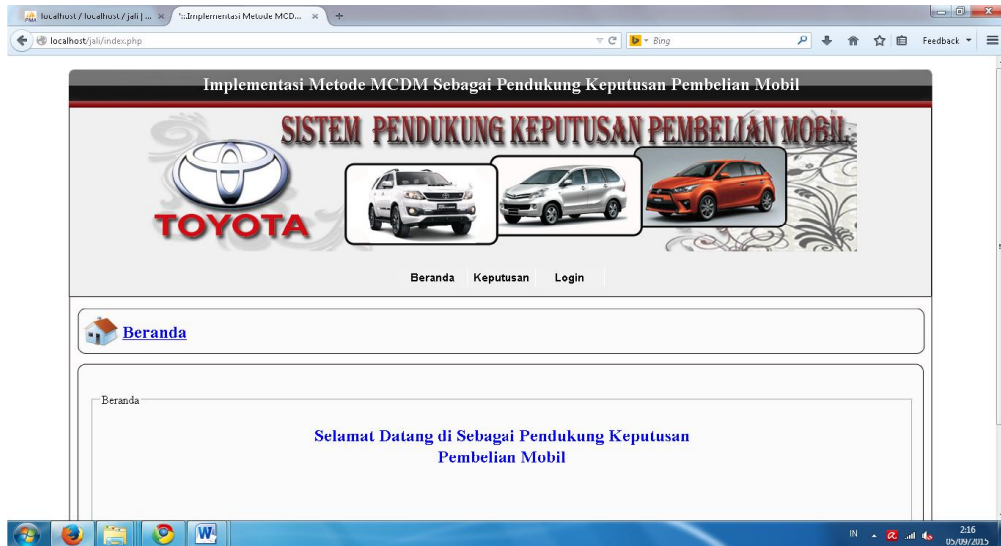 localhost / localhost / jali | ...
Implementasi Metode MCD...
localhost/jali/index.php
Bing
Feedback
Implementasi Metode MCDM Sebagai Pendukung Keputusan Pembelian Mobil
SISTEM PENDUKUNG KEPUTUSAN PEMBELIAN MOBIL
TOYOTA
Beranda Keputusan Login
Beranda
Beranda
Selamat Datang di Sebagai Pendukung Keputusan
Pembelian Mobil
IN
2:16
05/09/2015